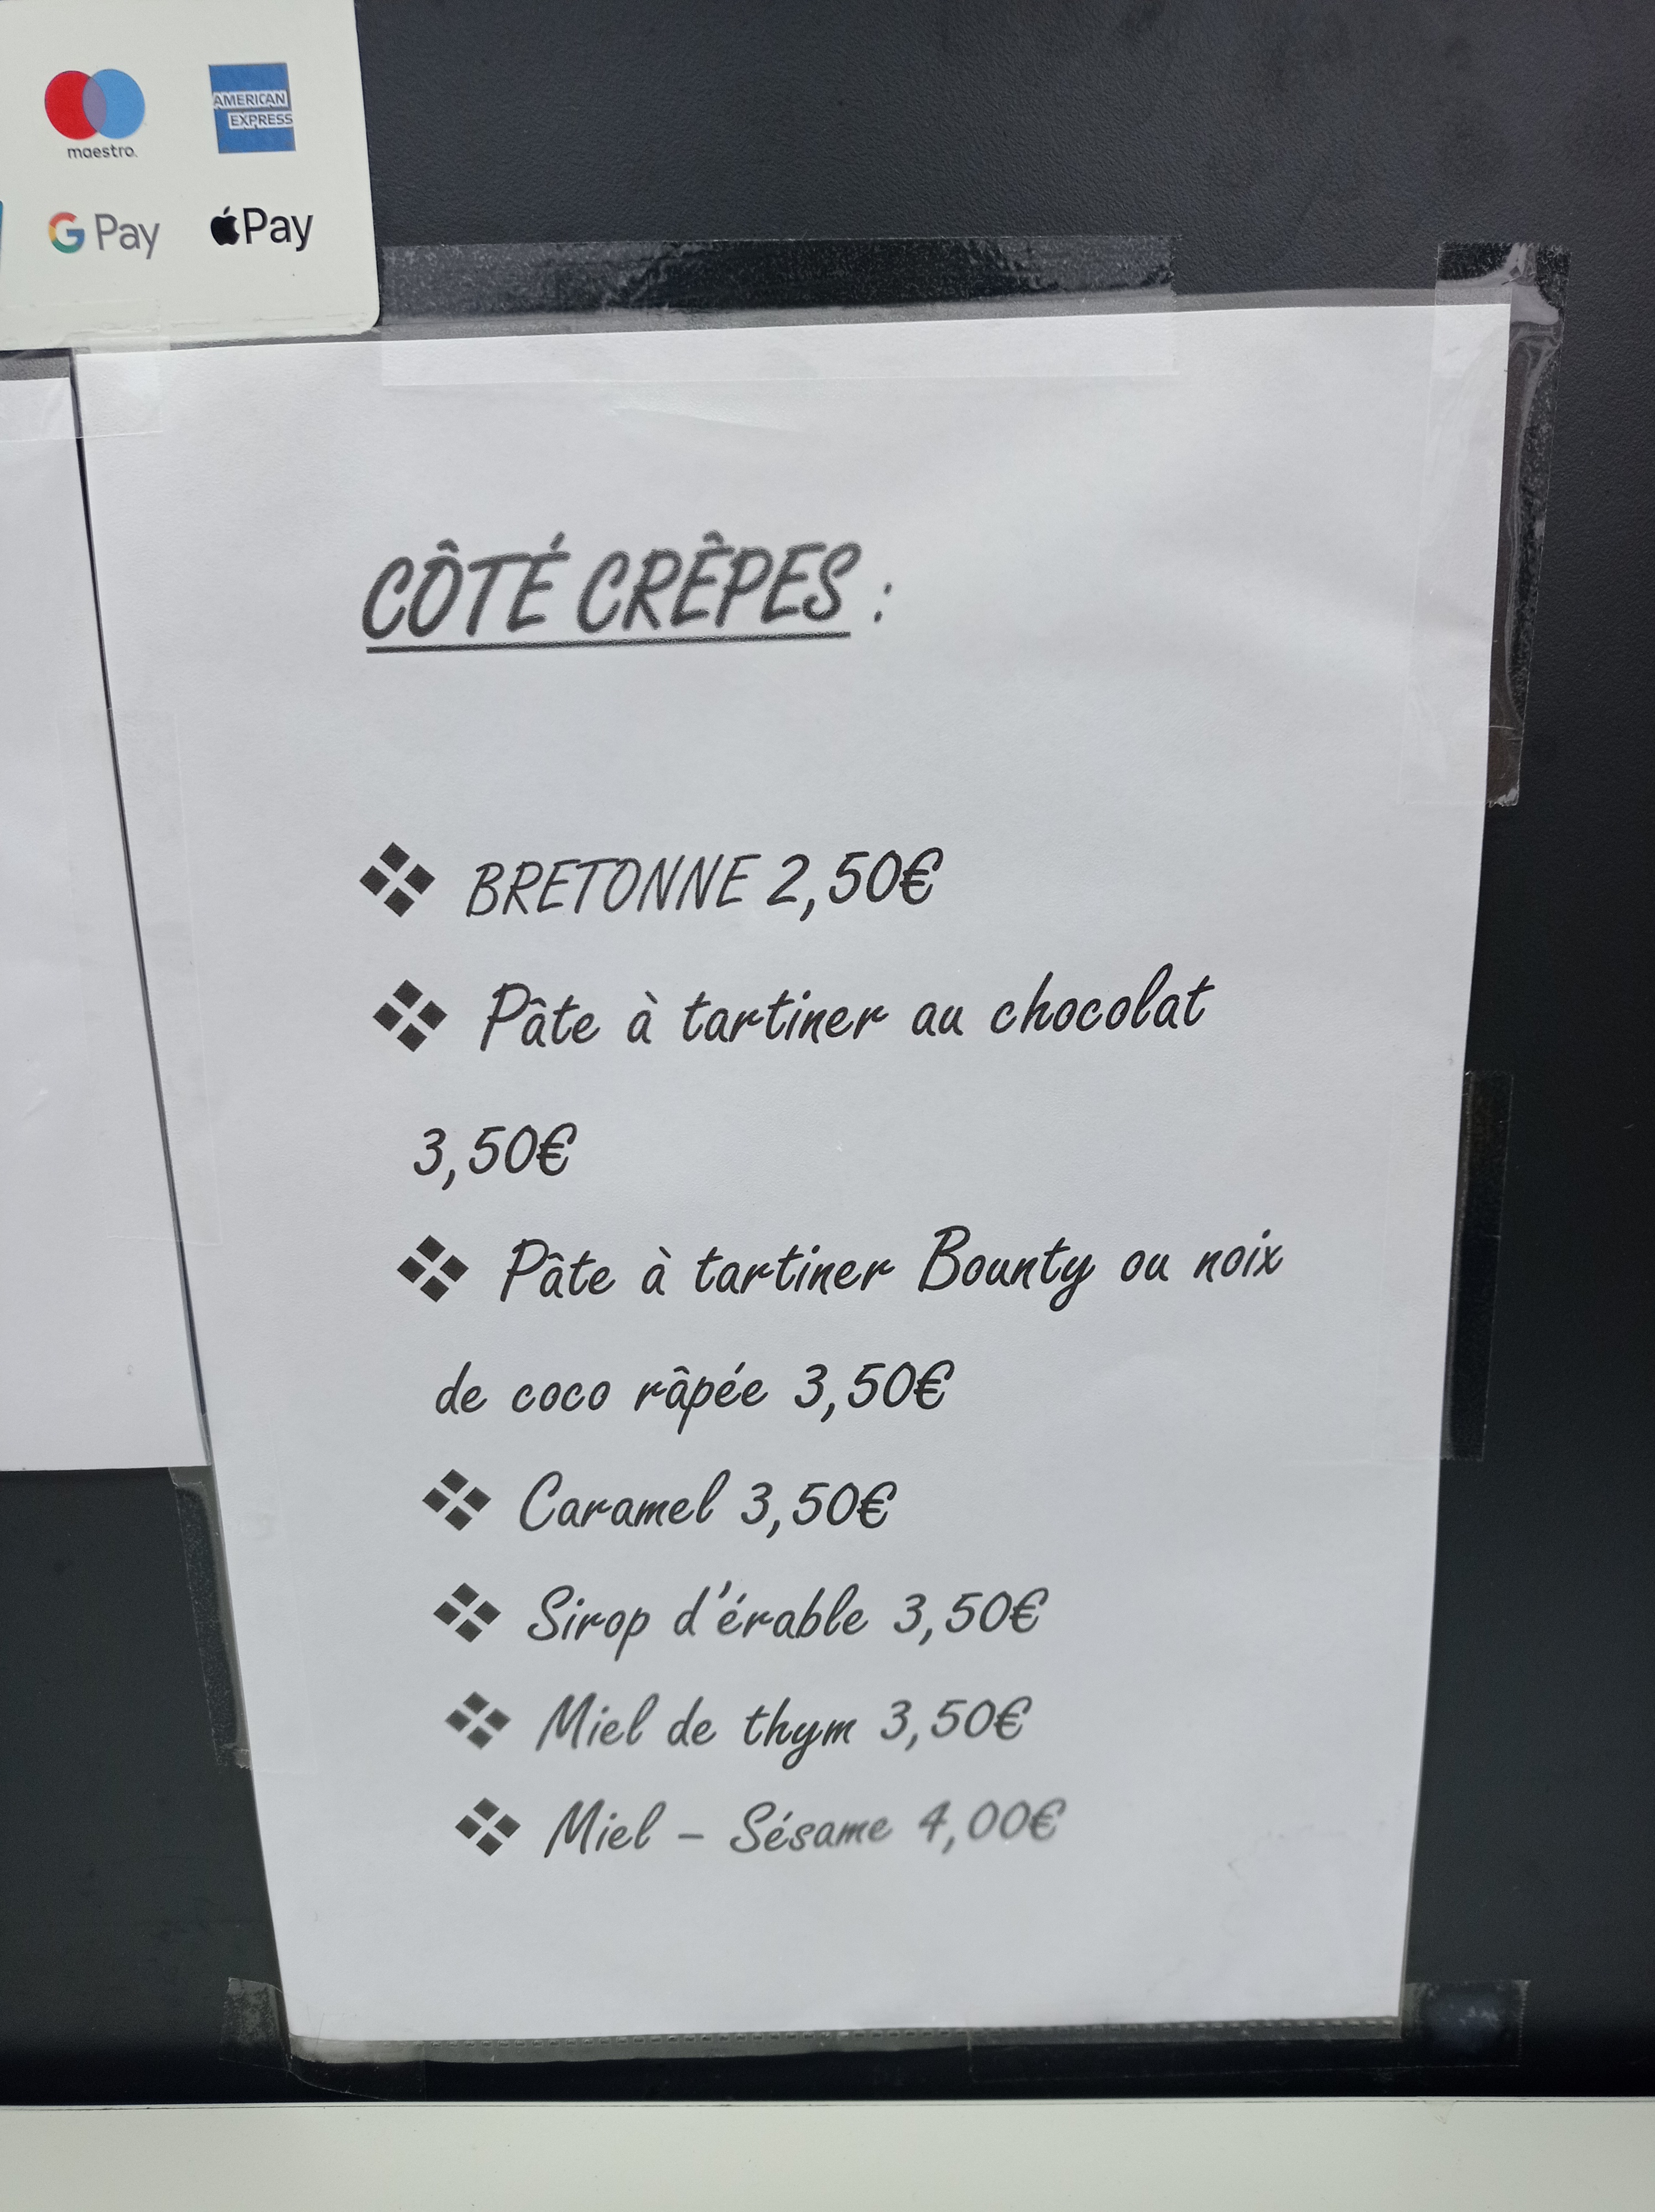 maestro.
AMERICAN
EXPRESS
G Pay
Pay
CÔTÉ CRÊPES :
❖ BRETONNE 2,50€
❖ Pâte à tartiner au chocolat
3,50€
❖ Pâte à tartiner Bounty ou noix
de coco râpée 3,50€
❖ Caramel 3,50€
❖ Sirop d'érable 3,50€
❖ Miel de thym 3,50€
❖ Miel – Sésame 4,00€